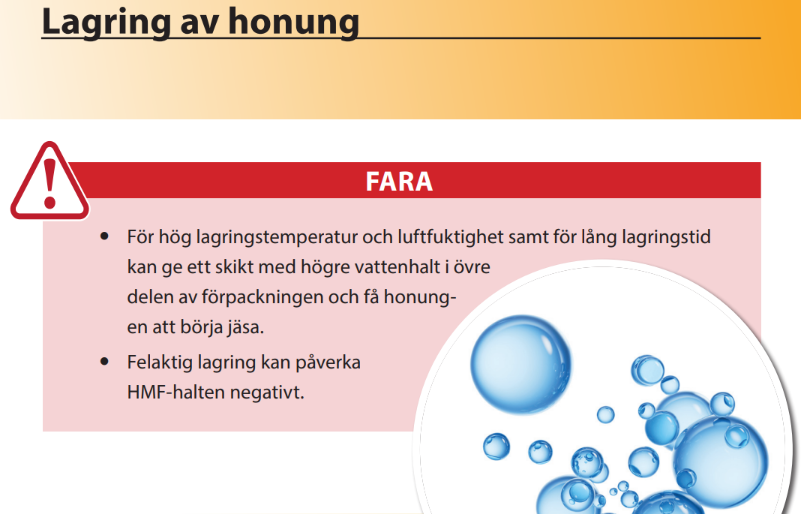 Lagring av honung
FARA
• För hög lagringstemperatur och luftfuktighet samt för lång lagringstid
kan ge ett skikt med högre vattenhalt i övre
delen av förpackningen och få honung-
en att börja jäsa.
• Felaktig lagring kan påverka
HMF-halten negativt.